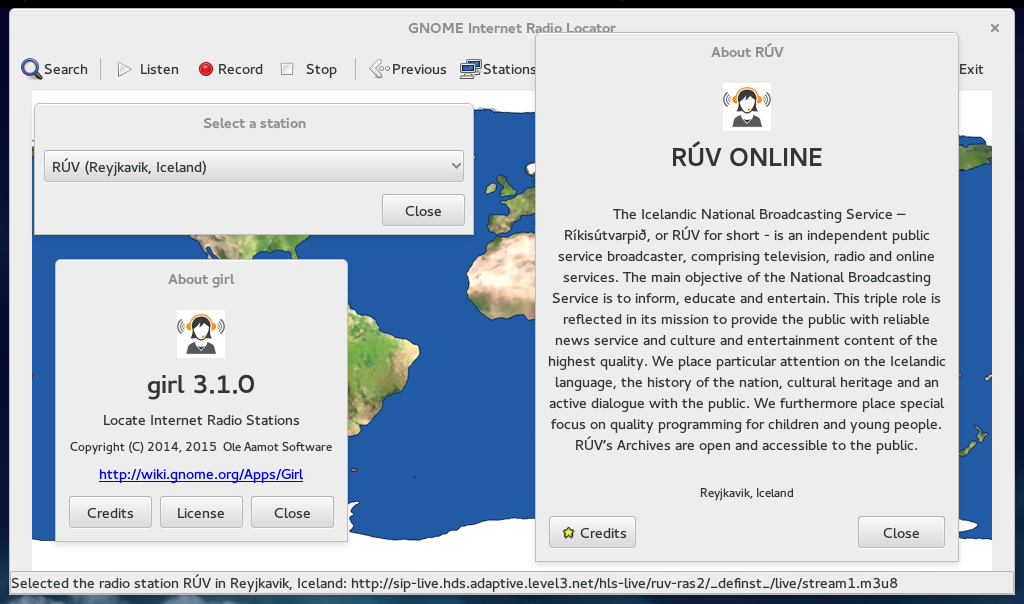 GNOME Internet Radio Locator
Search Listen Record Stop Previous Stations Exit
Select a station
RÚV (Reyjkavik, Iceland)
Close
About girl
girl 3.1.0
Locate Internet Radio Stations
Copyright (C) 2014, 2015 Ole Aamot Software
http://wiki.gnome.org/Apps/Girl
Credits License Close
About RÚV
RÚV ONLINE
The Icelandic National Broadcasting Service –
Ríkisútvarpið, or RÚV for short - is an independent public
service broadcaster, comprising television, radio and online
services. The main objective of the National Broadcasting
Service is to inform, educate and entertain. This triple role is
reflected in its mission to provide the public with reliable
news service and culture and entertainment content of the
highest quality. We place particular attention on the Icelandic
language, the history of the nation, cultural heritage and an
active dialogue with the public. We furthermore place special
focus on quality programming for children and young people.
RÚV’s Archives are open and accessible to the public.
Reyjkavik, Iceland
Credits Close
Selected the radio station RÚV in Reyjkavik, Iceland: http://sip-live.hds.adaptive.level3.net/hls-live/ruv-ras2/_definst_/live/stream1.m3u8